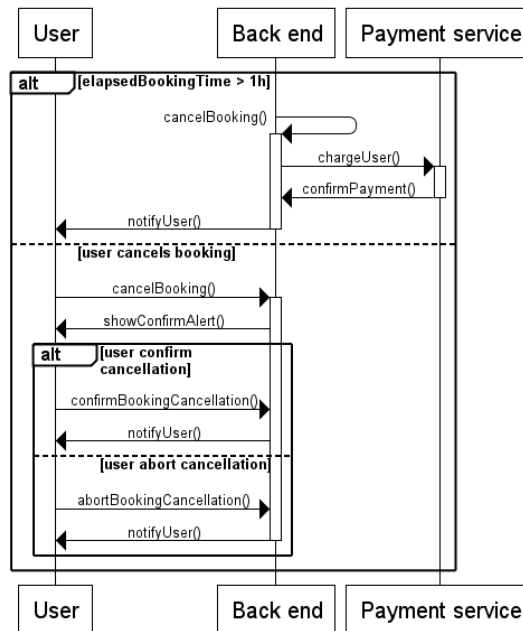 User
Back end
Payment service
alt
[elapsedBookingTime > 1h]
cancelBooking()
chargeUser()
confirmPayment()
notifyUser()
[user cancels booking]
cancelBooking()
showConfirmAlert()
alt
[user confirm
cancellation]
confirmBookingCancellation()
notifyUser()
[user abort cancellation]
abortBookingCancellation()
notifyUser()
User
Back end
Payment service